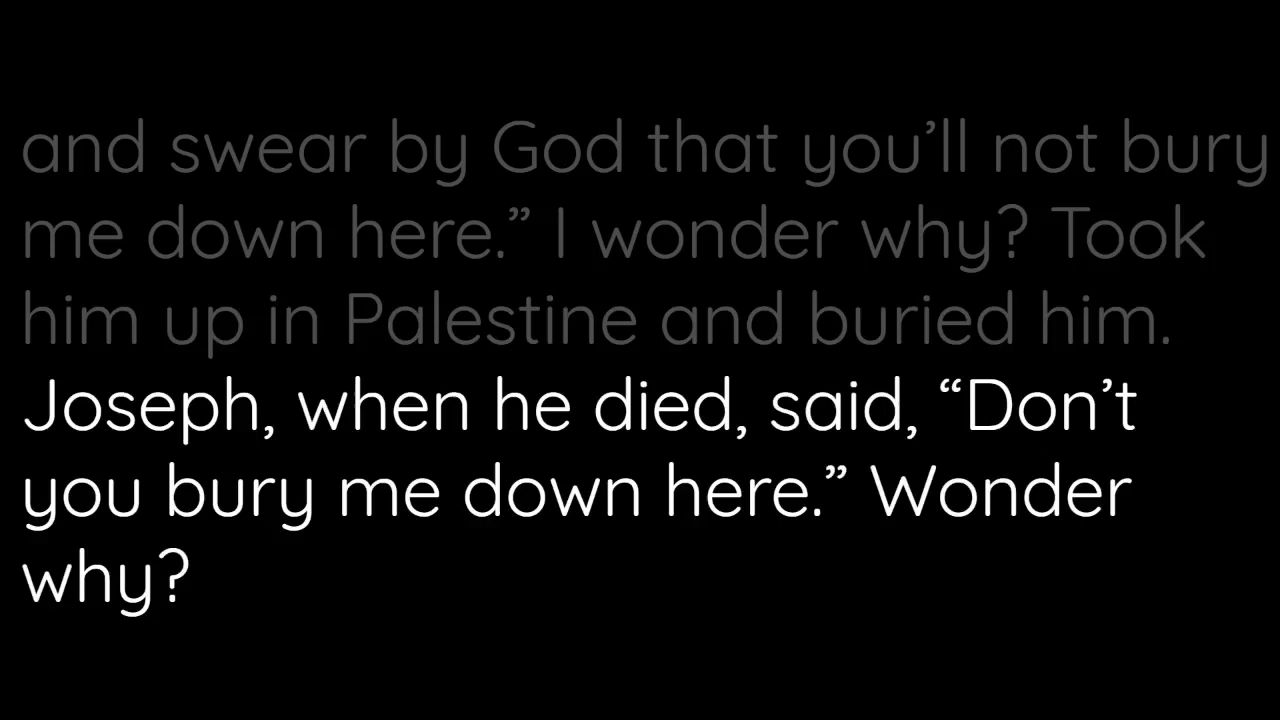 and swear by God that you’ll not bury
me down here.” I wonder why? Took
him up in Palestine and buried him.
Joseph, when he died, said, “Don’t
you bury me down here.” Wonder
why?